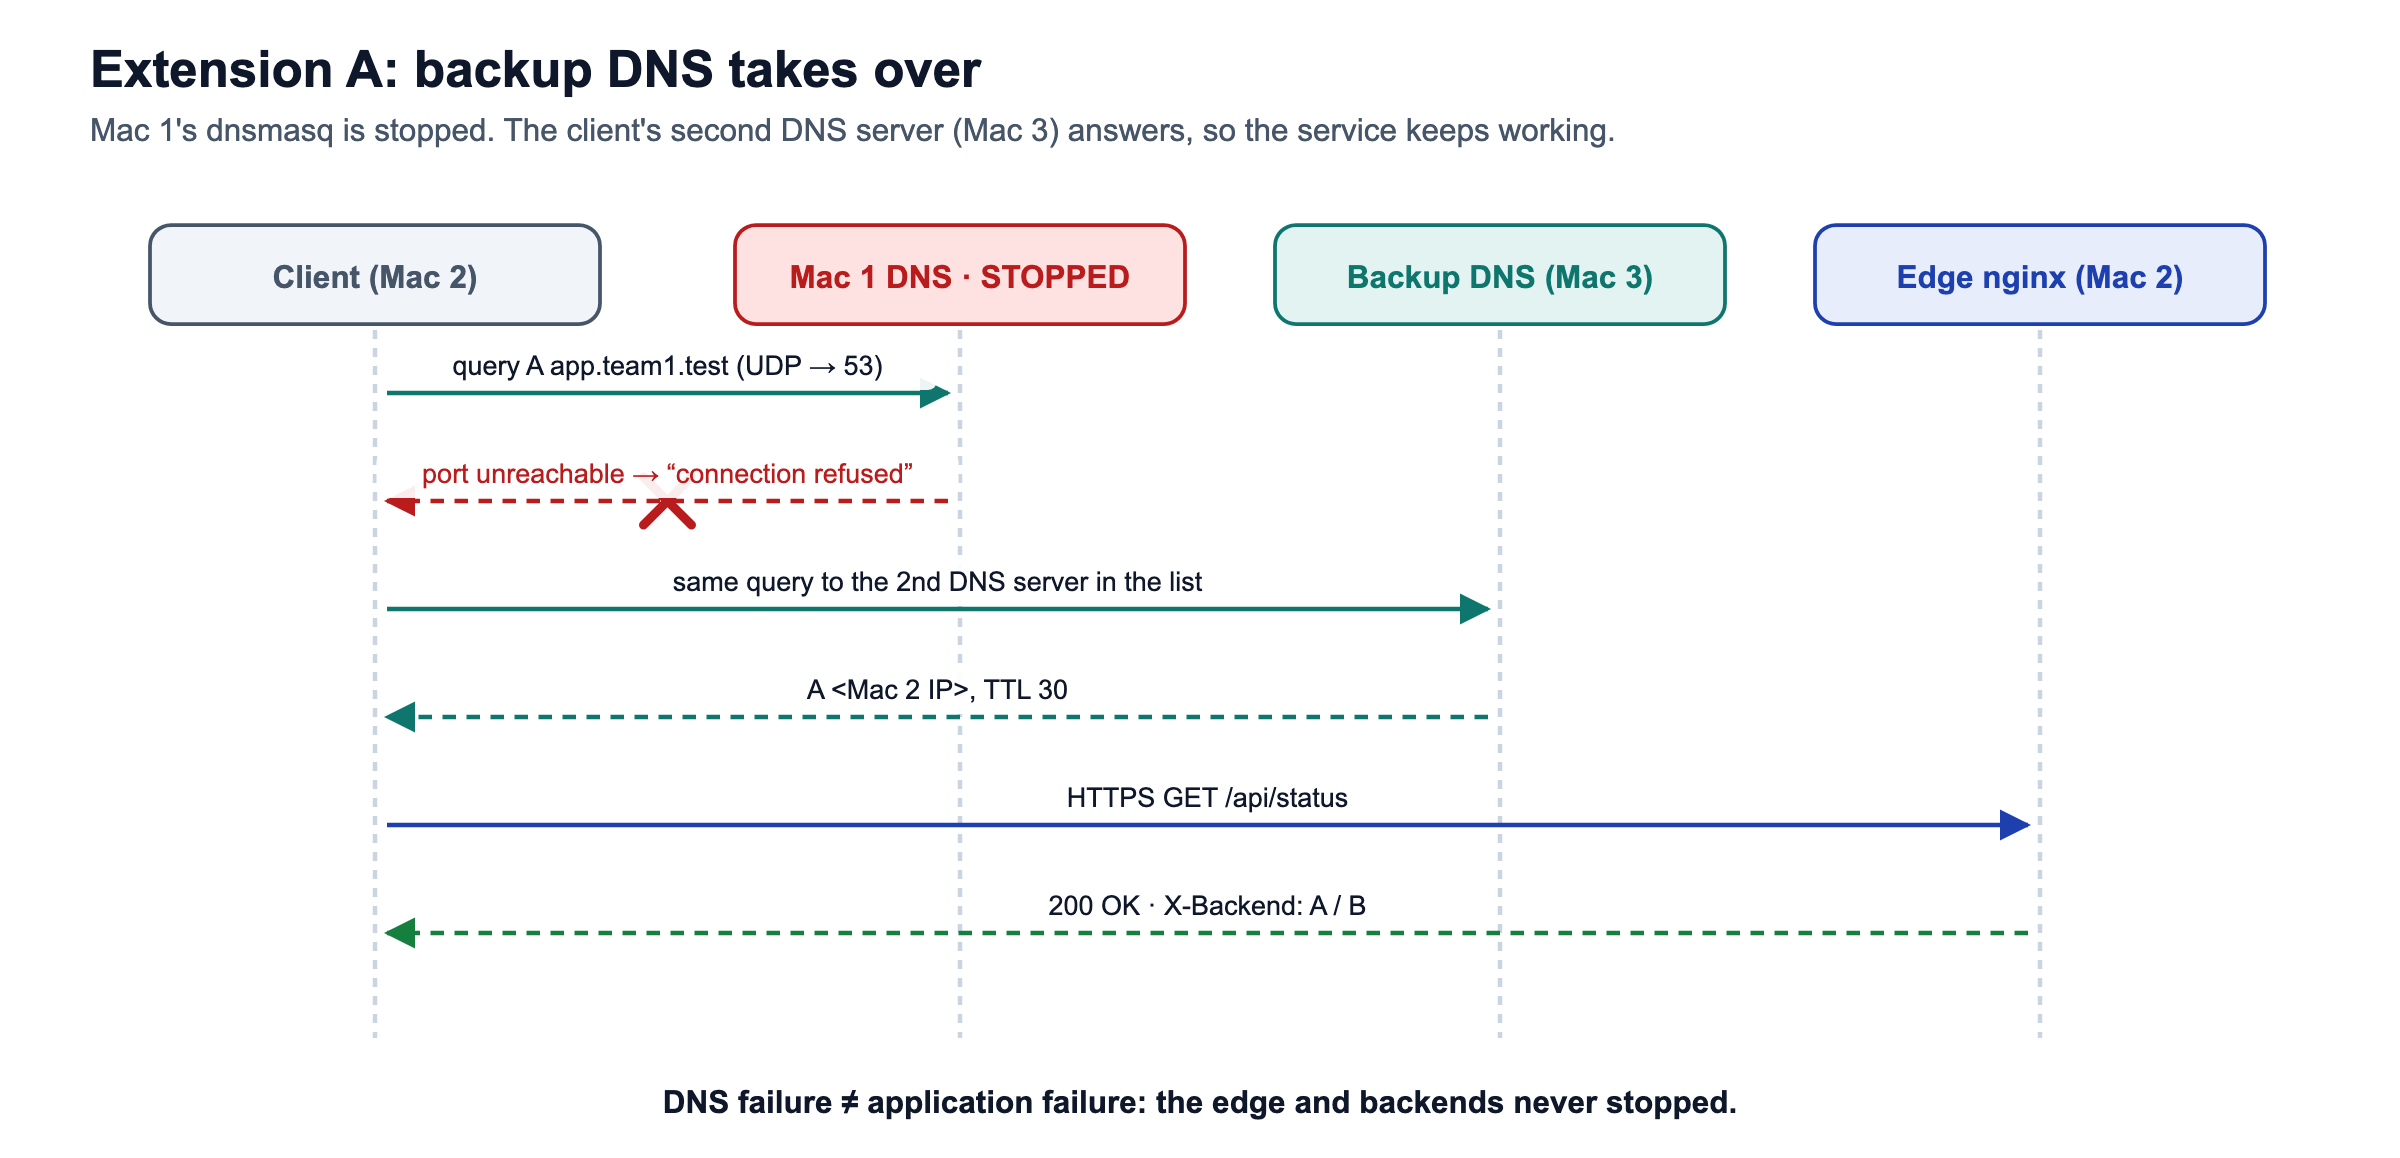 Extension A: backup DNS takes over
Mac 1's dnsmasq is stopped. The client's second DNS server (Mac 3) answers, so the service keeps working.
Client (Mac 2)
Mac 1 DNS · STOPPED
Backup DNS (Mac 3)
Edge nginx (Mac 2)
query A app.team1.test (UDP → 53)
port unreachable → “connection refused”
same query to the 2nd DNS server in the list
A <Mac 2 IP>, TTL 30
HTTPS GET /api/status
200 OK · X-Backend: A / B
DNS failure ≠ application failure: the edge and backends never stopped.